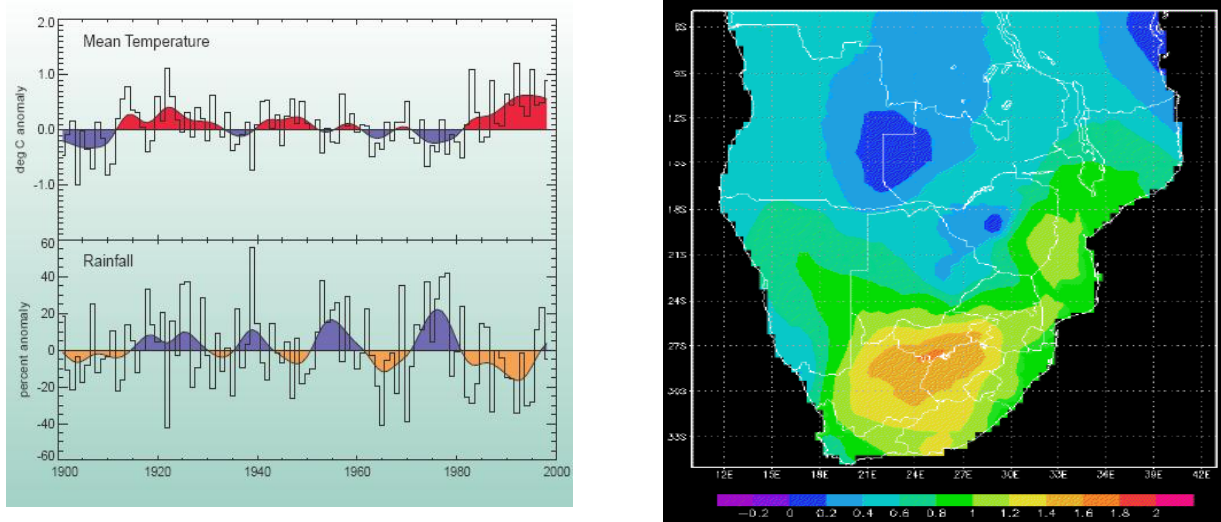 2.0
Mean Temperature
1.0
0.0
-1.0
deg C anomaly
60
Rainfall
40
20
0
-20
-40
-60
percent anomaly
1900 1920 1940 1960 1980 2000
6S
9S
12S
15S
18S
21S
24S
27S
30S
33S
12E 15E 18E 21E 24E 27E 30E 33E 36E 39E 42E
-0.2 0 0.2 0.4 0.6 0.8 1 1.2 1.4 1.6 1.8 2